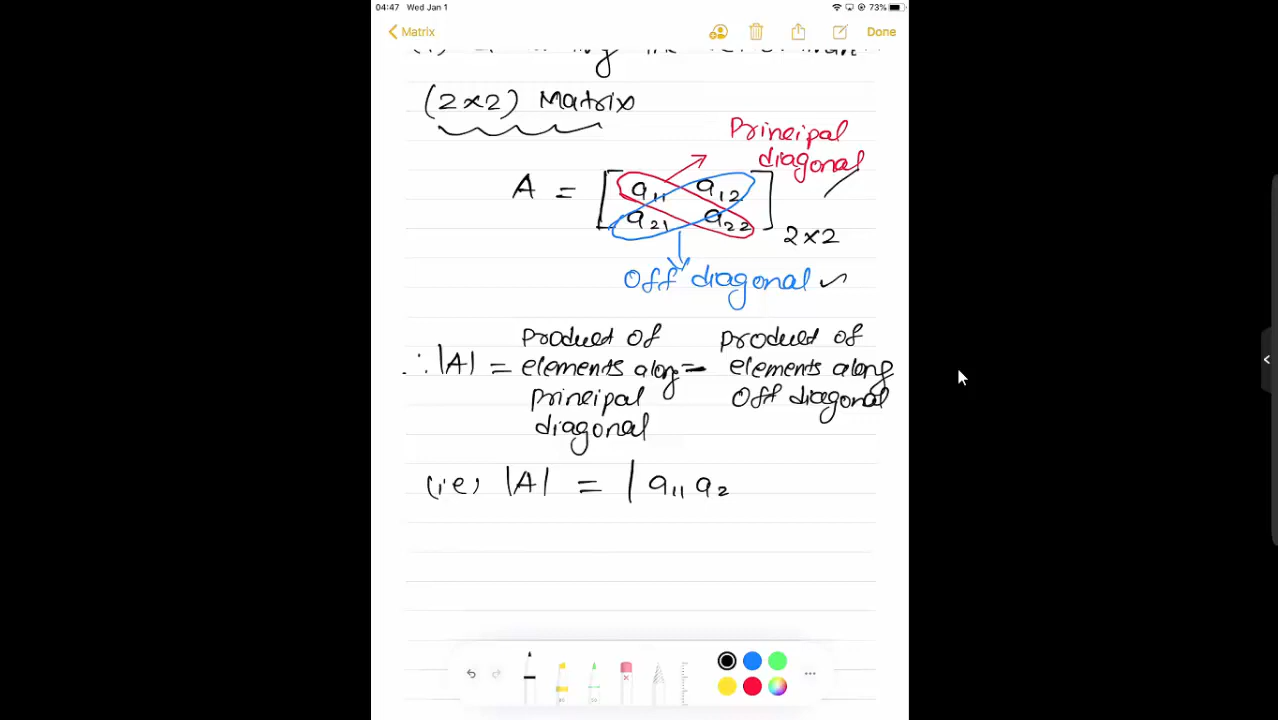 04:47 Wed Jan 1 73%
Matrix Done
(2×2) Matrix
Principal
diagonal
A = [a₁₁ a₁₂
a₂₁ a₂₂] 2×2
Off diagonal
∴ |A| = product of elements along principal diagonal - product of elements along off diagonal
(ie) |A| = | a₁₁ a₂